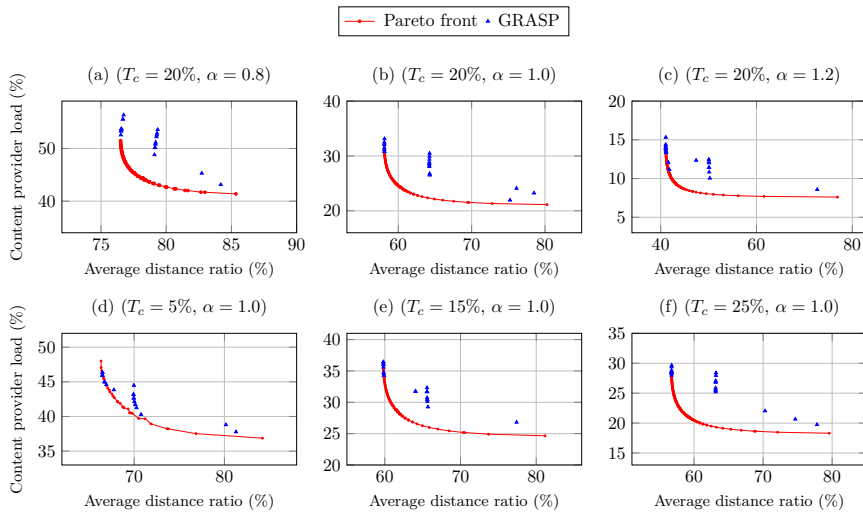 Pareto front GRASP
(a) (T_c = 20%, α = 0.8)
(b) (T_c = 20%, α = 1.0)
(c) (T_c = 20%, α = 1.2)
Content provider load (%)
50
40
75 80 85 90
Average distance ratio (%)
40
30
20
60 70 80
Average distance ratio (%)
20
15
10
5
40 60 80
Average distance ratio (%)
(d) (T_c = 5%, α = 1.0)
(e) (T_c = 15%, α = 1.0)
(f) (T_c = 25%, α = 1.0)
Content provider load (%)
50
45
40
35
70 80
Average distance ratio (%)
40
35
30
25
20
60 70 80
Average distance ratio (%)
35
30
25
20
15
60 70 80
Average distance ratio (%)